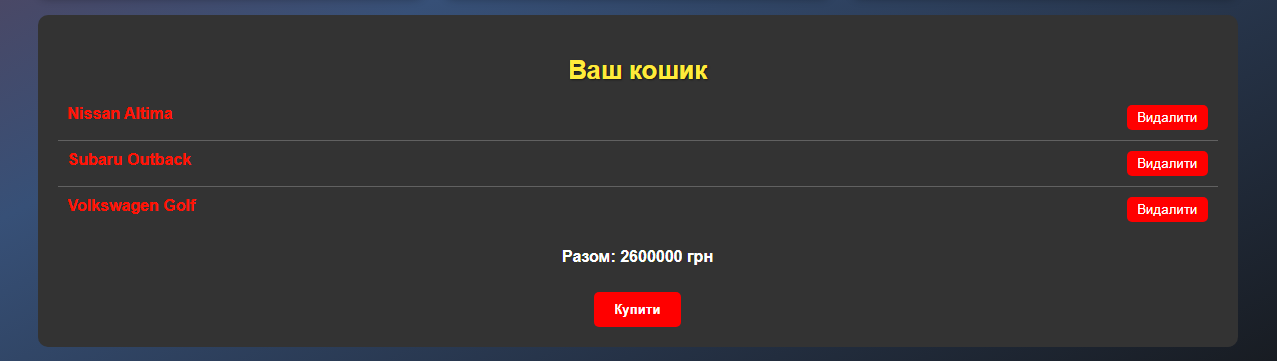 Ваш кошик
Nissan Altima Видалити
Subaru Outback Видалити
Volkswagen Golf Видалити
Разом: 2600000 грн
Купити